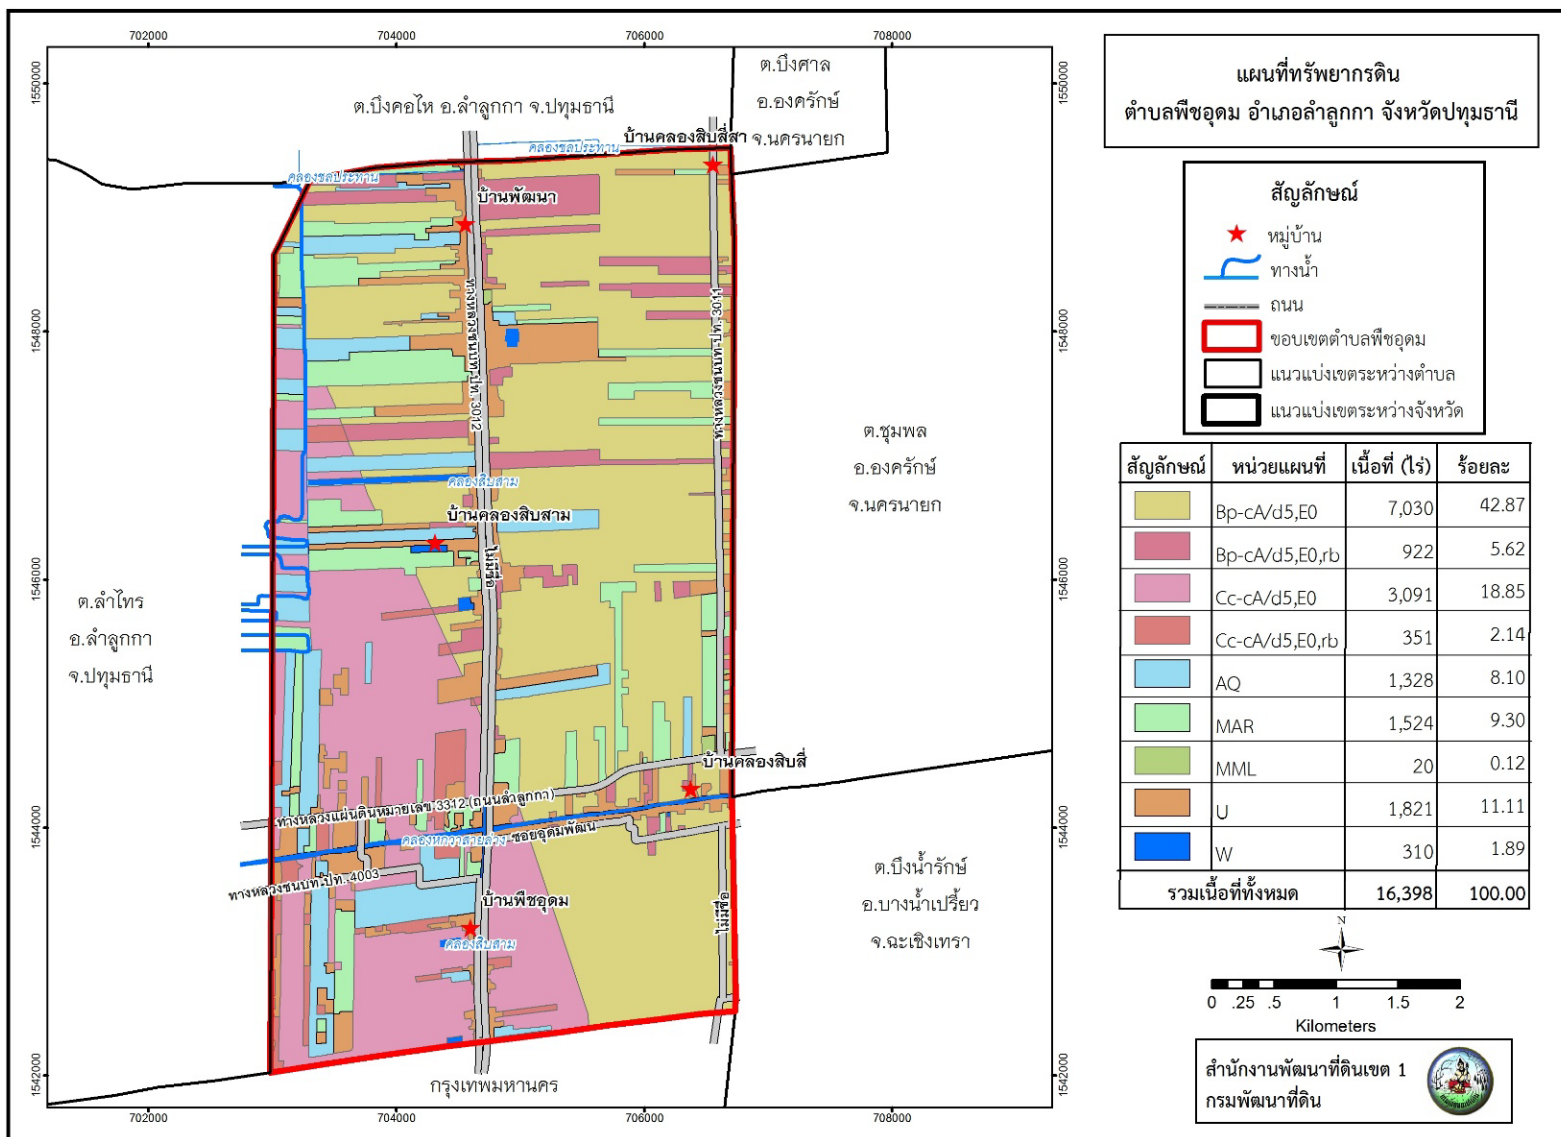 702000
704000
706000
708000
1550000
1548000
1546000
1544000
1542000
1550000
1548000
1546000
1544000
1542000
702000
704000
706000
708000
ต.บึงคอไห อ.ลำลูกกา จ.ปทุมธานี
ต.บึงศาล
อ.องครักษ์
จ.นครนายก
บ้านคลองสิบสี่สา
คลองชลประทาน
คลองชลประทาน
บ้านพัฒนา
ทางหลวงชนบท ปท. 3012
ทางหลวงชนบท ปท. 3011
ต.ชุมพล
อ.องครักษ์
จ.นครนายก
คลองสิบสาม
บ้านคลองสิบสาม
ไม่มีชื่อ
ต.ลำไทร
อ.ลำลูกกา
จ.ปทุมธานี
บ้านคลองสิบสี่
ทางหลวงแผ่นดินหมายเลข 3312 (ถนนลำลูกกา)
คลองหกวาสายล่าง
ซอยอุดมพัฒน
ทางหลวงชนบท ปท. 4003
บ้านพืชอุดม
คลองสิบสาม
ไม่มีชื่อ
ต.บึงน้ำรักษ์
อ.บางน้ำเปรี้ยว
จ.ฉะเชิงเทรา
กรุงเทพมหานคร
แผนที่ทรัพยากรดิน
ตำบลพืชอุดม อำเภอลำลูกกา จังหวัดปทุมธานี
สัญลักษณ์
หมู่บ้าน
ทางน้ำ
ถนน
ขอบเขตตำบลพืชอุดม
แนวแบ่งเขตระหว่างตำบล
แนวแบ่งเขตระหว่างจังหวัด
สัญลักษณ์ หน่วยแผนที่ เนื้อที่ (ไร่) ร้อยละ
Bp-cA/d5,E0 7,030 42.87
Bp-cA/d5,E0,rb 922 5.62
Cc-cA/d5,E0 3,091 18.85
Cc-cA/d5,E0,rb 351 2.14
AQ 1,328 8.10
MAR 1,524 9.30
MML 20 0.12
U 1,821 11.11
W 310 1.89
รวมเนื้อที่ทั้งหมด 16,398 100.00
N
0 .25 .5 1 1.5 2
Kilometers
สำนักงานพัฒนาที่ดินเขต 1
กรมพัฒนาที่ดิน